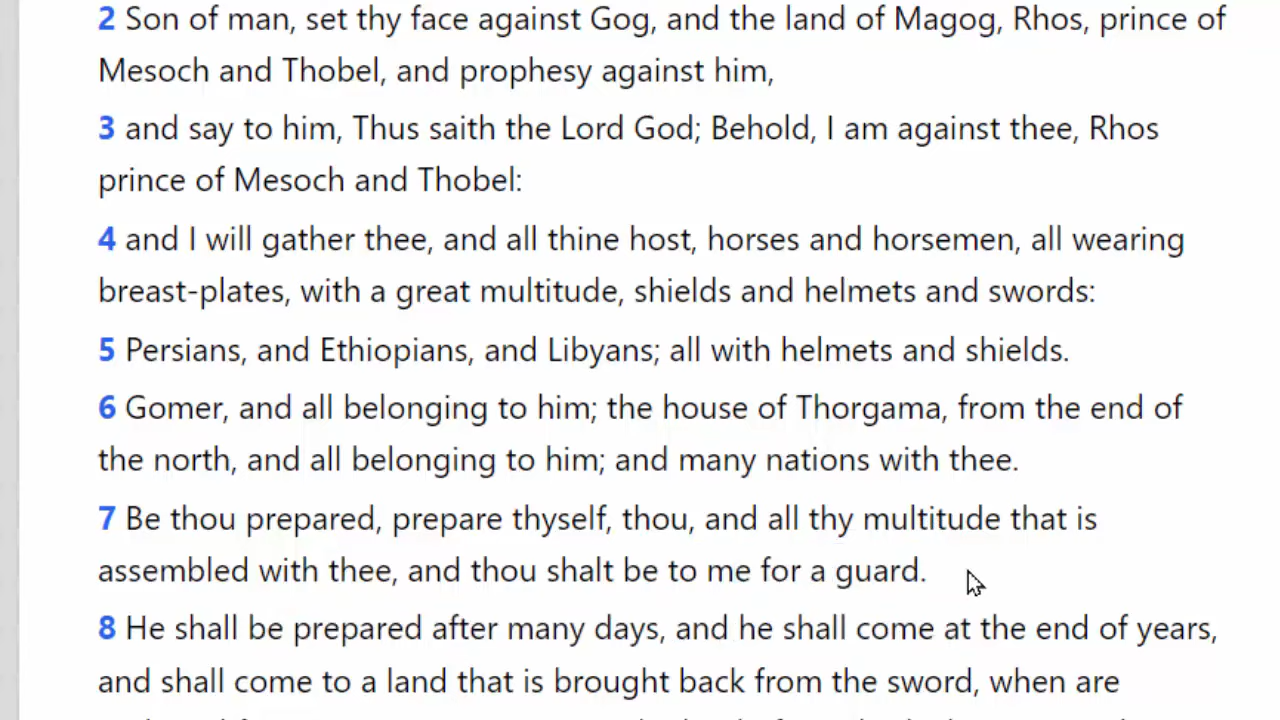 2 Son of man, set thy face against Gog, and the land of Magog, Rhos, prince of
Mesoch and Thobel, and prophesy against him,
3 and say to him, Thus saith the Lord God; Behold, I am against thee, Rhos
prince of Mesoch and Thobel:
4 and I will gather thee, and all thine host, horses and horsemen, all wearing
breast-plates, with a great multitude, shields and helmets and swords:
5 Persians, and Ethiopians, and Libyans; all with helmets and shields.
6 Gomer, and all belonging to him; the house of Thorgama, from the end of
the north, and all belonging to him; and many nations with thee.
7 Be thou prepared, prepare thyself, thou, and all thy multitude that is
assembled with thee, and thou shalt be to me for a guard.
8 He shall be prepared after many days, and he shall come at the end of years,
and shall come to a land that is brought back from the sword, when are